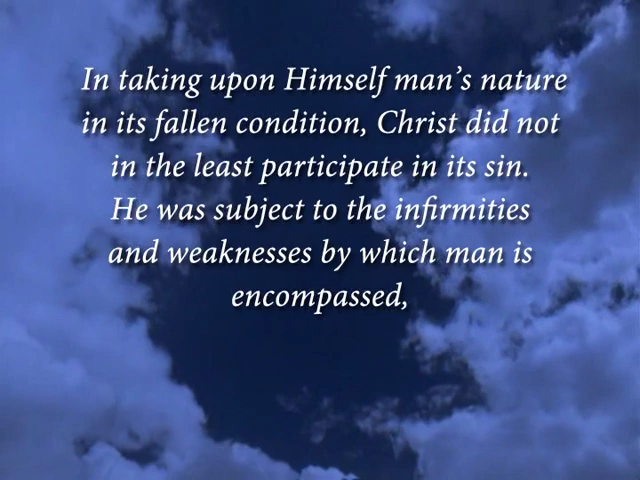 In taking upon Himself man's nature
in its fallen condition, Christ did not
in the least participate in its sin.
He was subject to the infirmities
and weaknesses by which man is
encompassed,